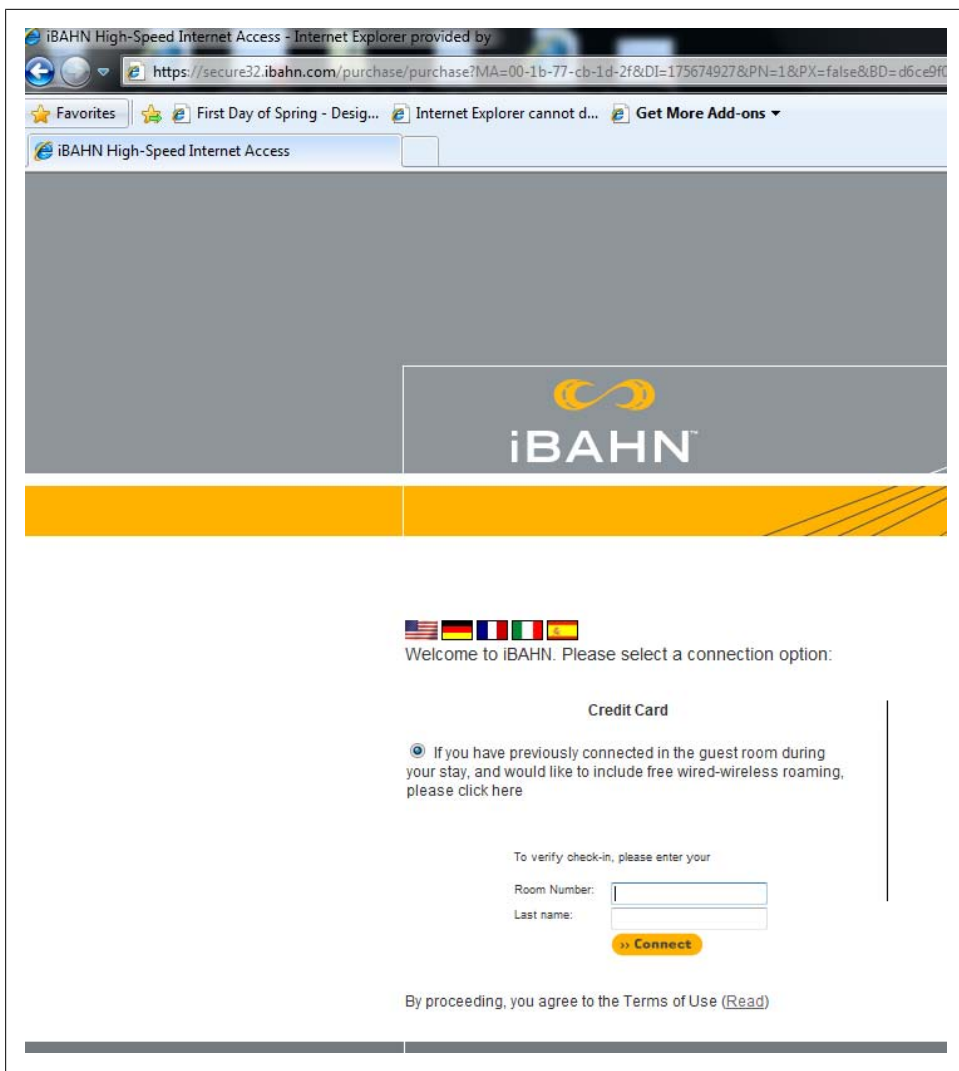 iBAHN High-Speed Internet Access - Internet Explorer provided by
https://secure32.ibahn.com/purchase/purchase?MA=00-1b-77-cb-1d-2f&DI=175674927&PN=1&PX=false&BD=d6ce9f0
Favorites First Day of Spring - Desig... Internet Explorer cannot d... Get More Add-ons
iBAHN High-Speed Internet Access
iBAHN™
Welcome to iBAHN. Please select a connection option:
Credit Card
If you have previously connected in the guest room during
your stay, and would like to include free wired-wireless roaming,
please click here
To verify check-in, please enter your
Room Number:
Last name:
›› Connect
By proceeding, you agree to the Terms of Use (Read)